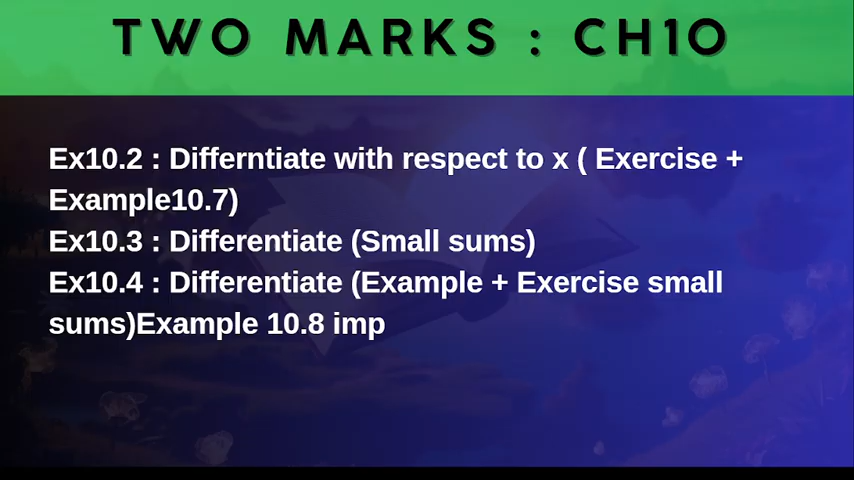 TWO MARKS : CH10
Ex10.2 : Differntiate with respect to x ( Exercise +
Example10.7)
Ex10.3 : Differentiate (Small sums)
Ex10.4 : Differentiate (Example + Exercise small
sums)Example 10.8 imp